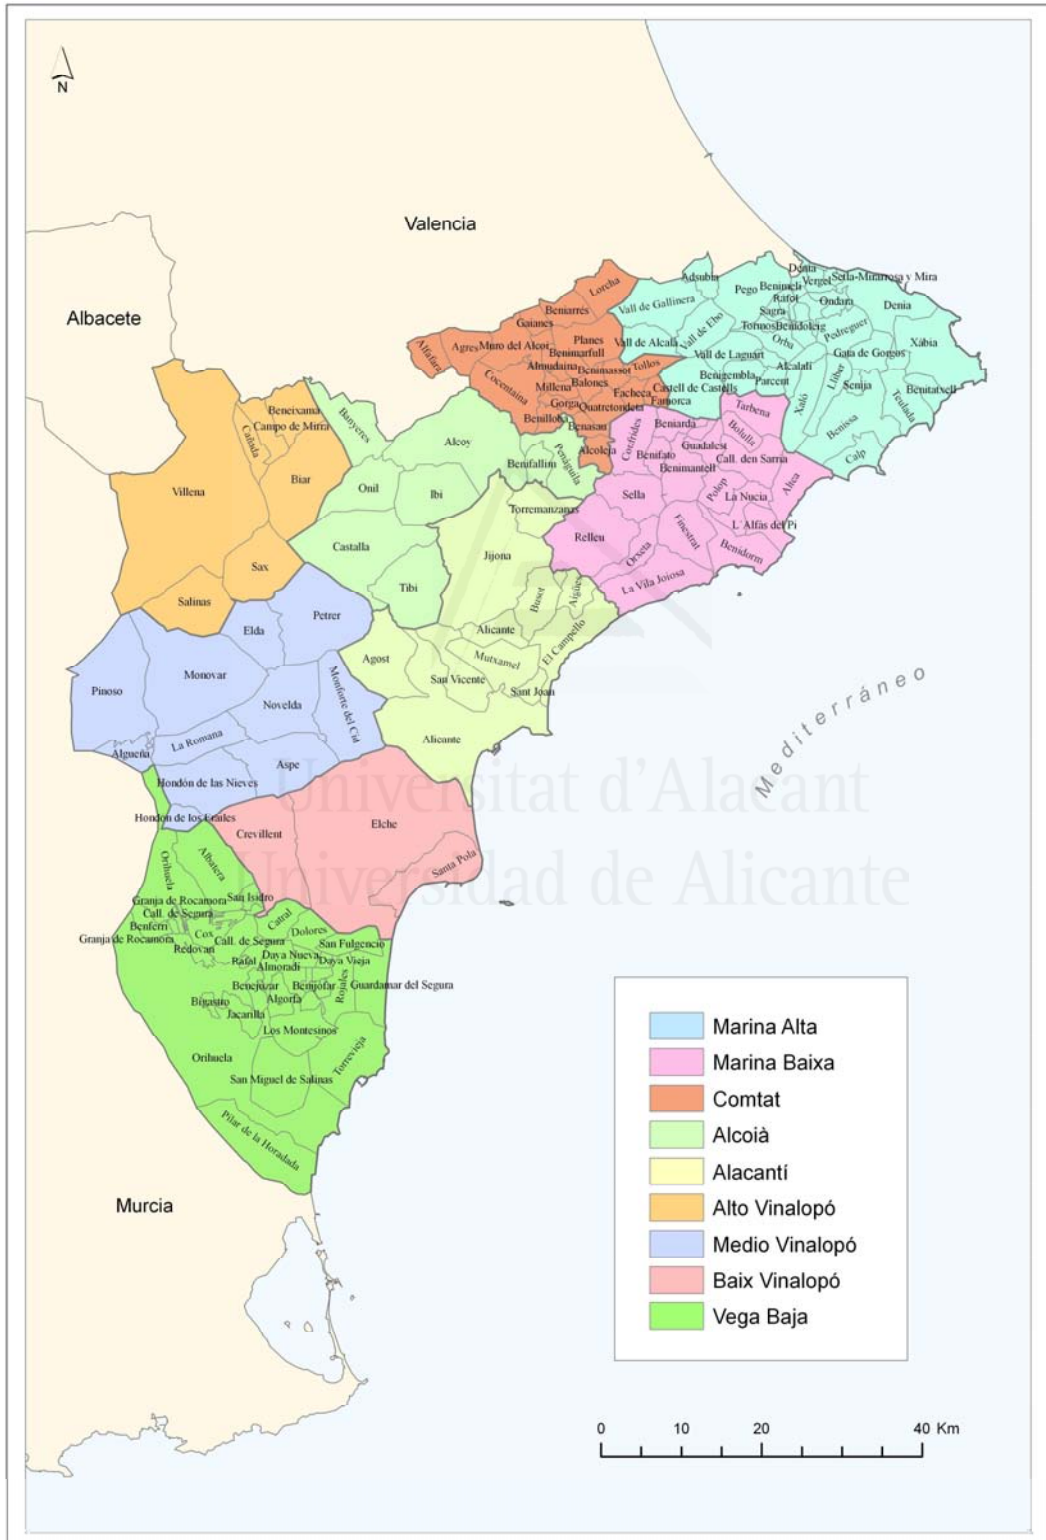 N
Valencia
Albacete
Adsubia
Denia
Setla-Mirarrosa y Mira
Vergel
Pego
Benimeli
Rafol
Sagra
Ondara
Denia
Lorcha
Vall de Gallinera
Beniarrés
Gaianes
Vall de Ebo
Tormos
Benidoleig
Pedreguer
Xàbia
Alfafara
Agres
Muro del Alcoi
Planes
Benimarfull
Vall de Alcalà
Orba
Vall de Laguart
Gata de Gorgos
Almudaina
Benimassot
Tollos
Benigembla
Alcalalí
Parcent
Llíber
Senija
Benitatxell
Cocentaina
Millena
Balones
Facheca
Castell de Castells
Famorca
Xaló
Teulada
Gorga
Quatretondeta
Benissa
Benilloba
Benasau
Tarbena
Beneixama
Campo de Mirra
Banyeres
Cañada
Alcoy
Confrides
Beniarda
Bolulla
Guadalest
Calp
Alcoleja
Benifato
Call. den Sarria
Benifallim
Penàguila
Benimantell
Biar
Onil
Ibi
Villena
Sella
Polop
La Nucia
Altea
Torremanzanas
Relleu
Finestrat
L´Alfàs del Pi
Castalla
Jijona
Orxeta
Benidorm
Sax
Tibi
La Vila Joiosa
Salinas
Busot
Aigües
Petrer
Elda
Alicante
El Campello
Agost
Mutxamel
Monovar
Pinoso
San Vicente
Sant Joan
Novelda
Monforte del Cid
La Romana
Alicante
Algueña
Aspe
Hondón de las Nieves
Mediterráneo
Universitat d'Alacant
Universidad de Alicante
Hondón de los Frailes
Crevillent
Elche
Santa Pola
Orihuela
Albatera
Granja de Rocamora
San Isidro
Call. de Segura
Catral
Benferri
Cox
Dolores
Granja de Rocamora
Call. de Segura
San Fulgencio
Redován
Rafal
Daya Nueva
Daya Vieja
Almoradí
Benejúzar
Benijófar
Rojales
Guardamar del Segura
Bigastro
Algorfa
Jacarilla
Los Montesinos
Orihuela
Torrevieja
San Miguel de Salinas
Pilar de la Horadada
Murcia
Marina Alta
Marina Baixa
Comtat
Alcoià
Alacantí
Alto Vinalopó
Medio Vinalopó
Baix Vinalopó
Vega Baja
0 10 20 40 Km